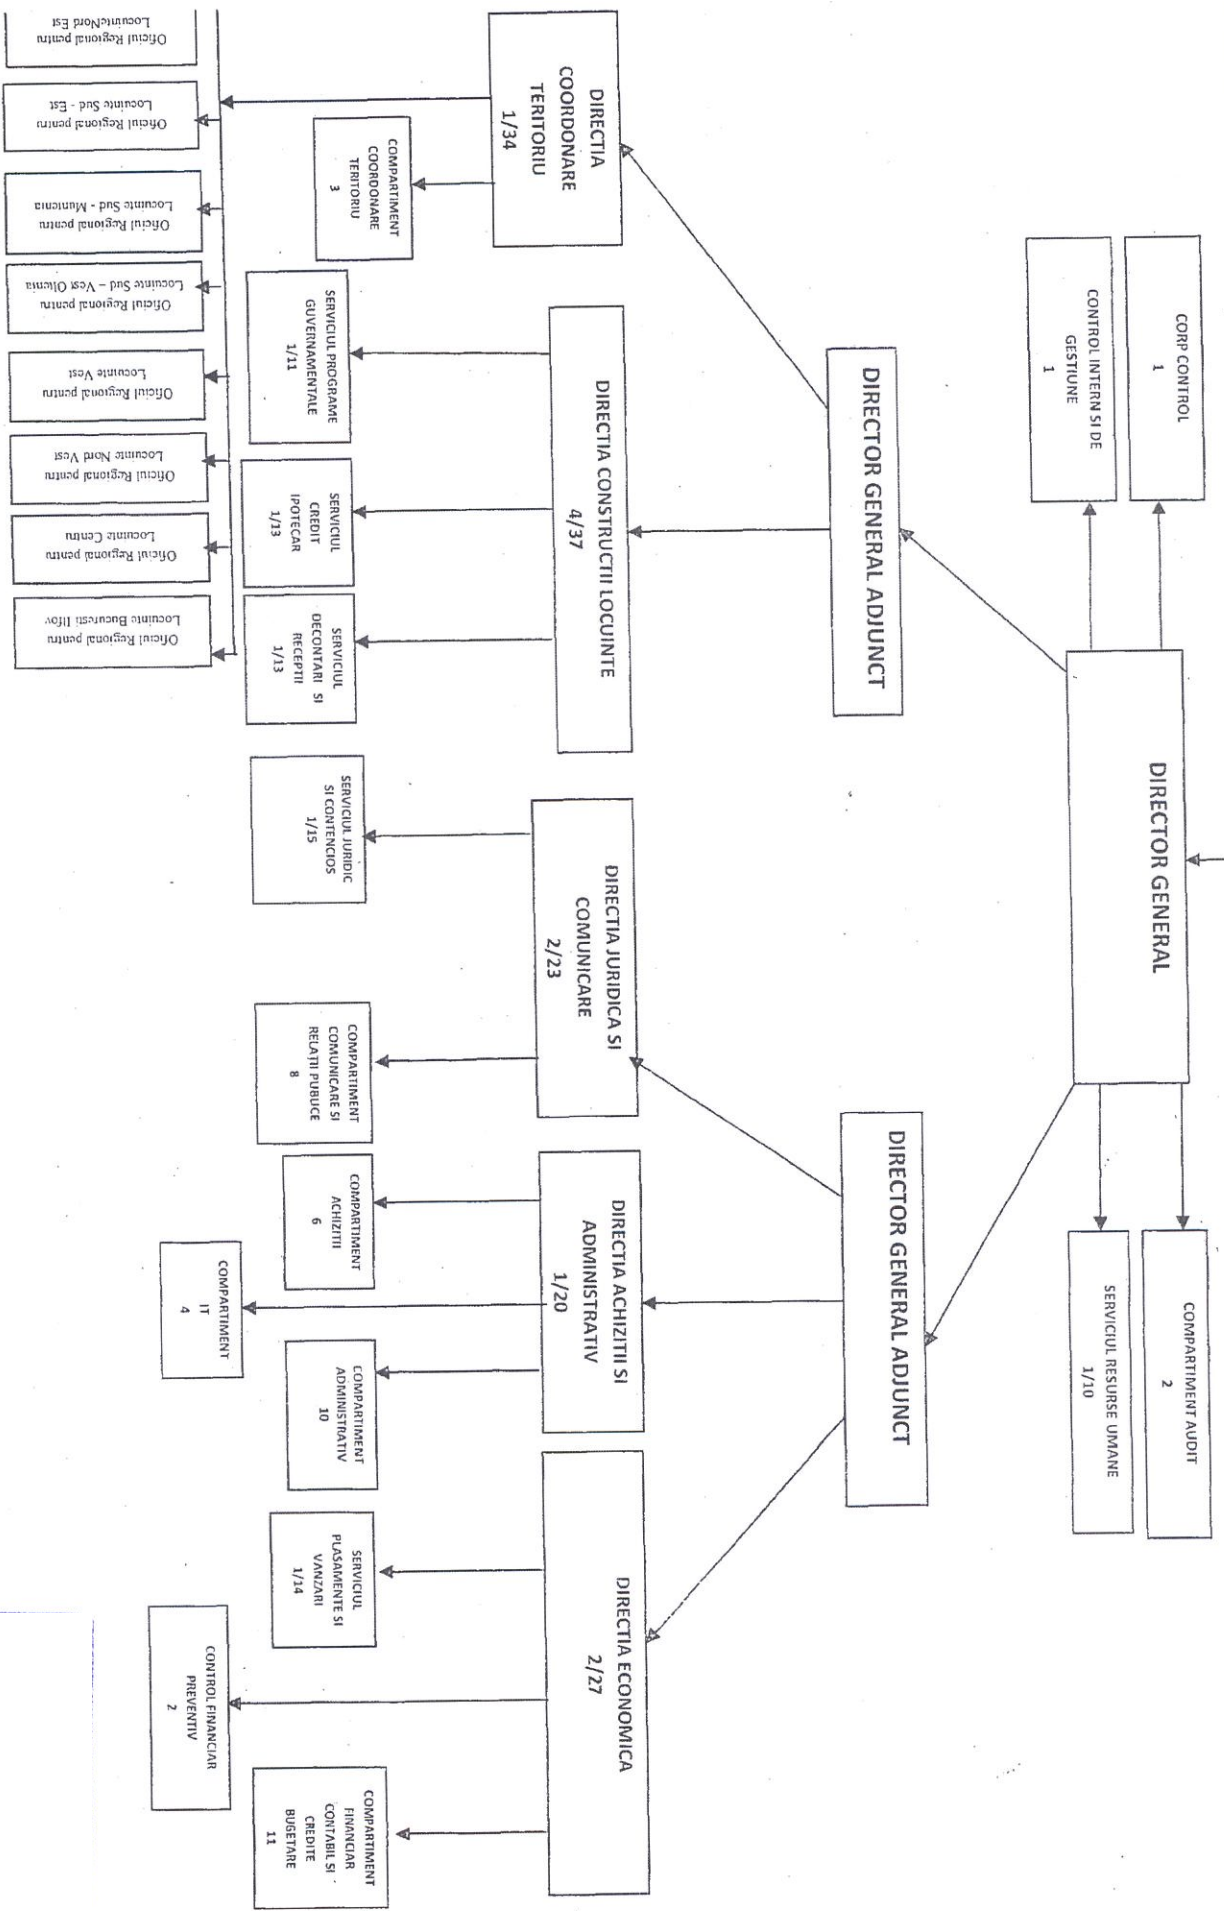 DIRECTOR GENERAL
CORP CONTROL
1
CONTROL INTERN SI DE
GESTIUNE
1
COMPARTIMENT AUDIT
2
SERVICIUL RESURSE UMANE
1/10
DIRECTOR GENERAL ADJUNCT
DIRECTOR GENERAL ADJUNCT
DIRECTIA
COORDONARE
TERITORIU
1/34
DIRECTIA CONSTRUCTII LOCUINTE
4/37
DIRECTIA JURIDICA SI
COMUNICARE
2/23
DIRECTIA ACHIZITII SI
ADMINISTRATIV
1/20
DIRECTIA ECONOMICA
2/27
COMPARTIMENT
COORDONARE
TERITORIU
3
SERVICIUL PROGRAME
GUVERNAMENTALE
1/11
SERVICIUL
CREDIT
IPOTECAR
1/13
SERVICIUL
DECONTARI SI
RECEPTII
1/13
SERVICIUL JURIDIC
SI CONTENCIOS
1/15
COMPARTIMENT
COMUNICARE SI
RELATII PUBLICE
8
COMPARTIMENT
ACHIZITII
6
COMPARTIMENT
IT
4
COMPARTIMENT
ADMINISTRATIV
10
SERVICIUL
PLASAMENTE SI
VANZARI
1/14
CONTROL FINANCIAR
PREVENTIV
2
COMPARTIMENT
FINANCIAR
CONTABIL SI
CREDITE
BUGETARE
11
Oficiul Regional pentru
LocuinteNord Est
Oficiul Regional pentru
Locuinte Sud - Est
Oficiul Regional pentru
Locuinte Sud - Muntenia
Oficiul Regional pentru
Locuinte Sud – Vest Oltenia
Oficiul Regional pentru
Locuinte Vest
Oficiul Regional pentru
Locuinte Nord Vest
Oficiul Regional pentru
Locuinte Centru
Oficiul Regional pentru
Locuinte Bucuresti Ilfov